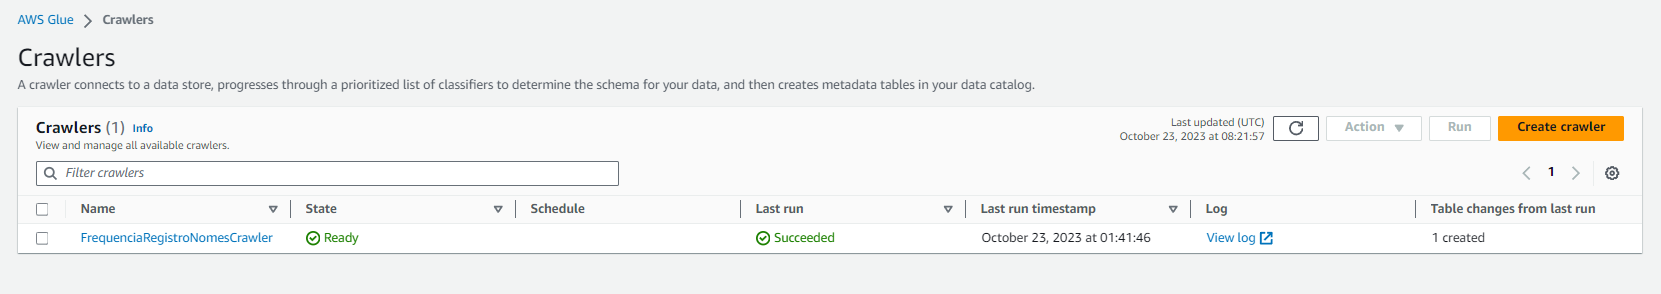 AWS Glue > Crawlers
Crawlers
A crawler connects to a data store, progresses through a prioritized list of classifiers to determine the schema for your data, and then creates metadata tables in your data catalog.
Crawlers (1) Info
View and manage all available crawlers.
Last updated (UTC)
October 23, 2023 at 08:21:57
Action
Run
Create crawler
Filter crawlers
1
Name State Schedule Last run Last run timestamp Log Table changes from last run
FrequenciaRegistroNomesCrawler Ready Succeeded October 23, 2023 at 01:41:46 View log 1 created